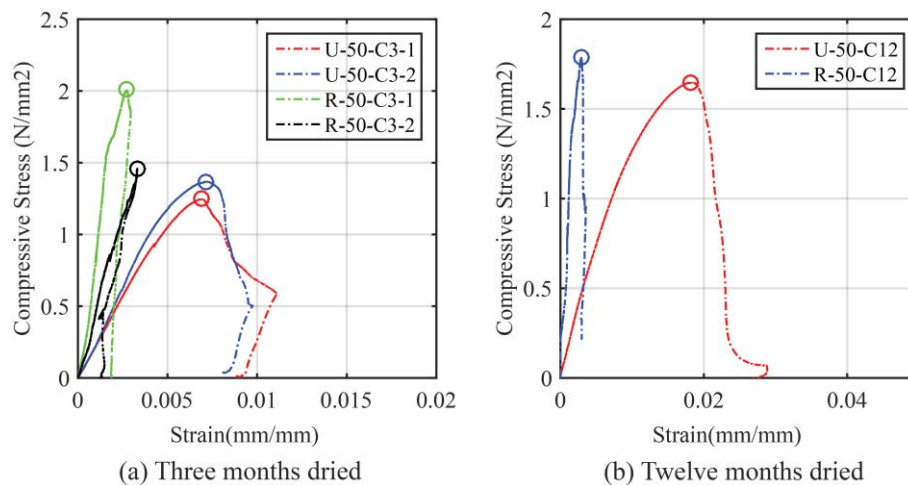 2.5
2
1.5
1
0.5
0
0
0.005
0.01
0.015
0.02
Compressive Stress (N/mm2)
Strain(mm/mm)
U-50-C3-1
U-50-C3-2
R-50-C3-1
R-50-C3-2
(a) Three months dried
2
1.5
1
0.5
0
0
0.02
0.04
Compressive Stress (N/mm2)
Strain(mm/mm)
U-50-C12
R-50-C12
(b) Twelve months dried